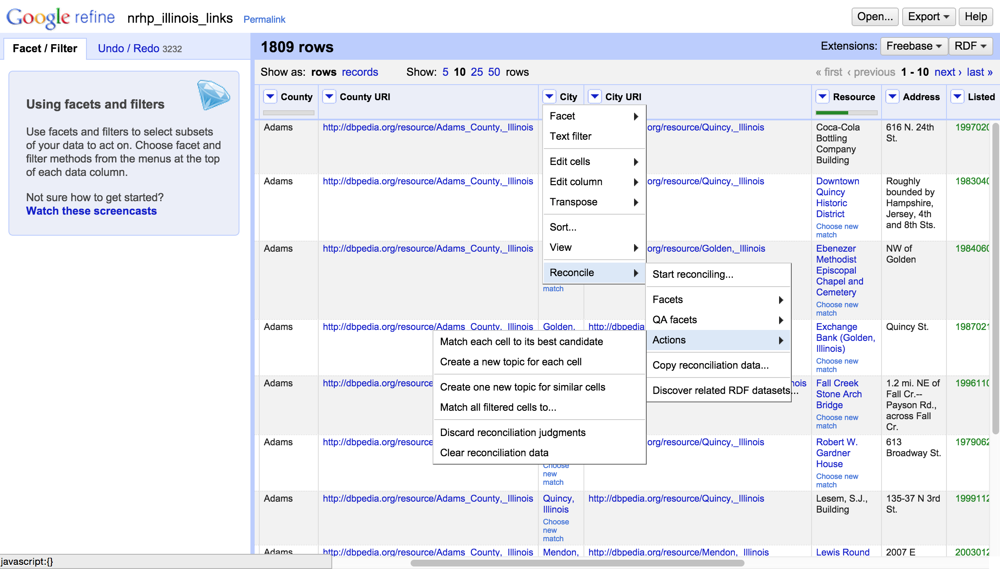 Google refine nrhp_illinois_links Permalink Open... Export Help
Facet / Filter Undo / Redo 3232
1809 rows Extensions: Freebase RDF
Show as: rows records Show: 5 10 25 50 rows « first ‹ previous 1 - 10 next › last »
Using facets and filters
Use facets and filters to select subsets
of your data to act on. Choose facet and
filter methods from the menus at the top
of each data column.
Not sure how to get started?
Watch these screencasts
County County URI City City URI Resource Address Listed
Adams http://dbpedia.org/resource/Adams_County,_Illinois org/resource/Quincy,_Illinois
Coca-Cola
Bottling
Company
Building
616 N. 24th
St.
1997020
Adams http://dbpedia.org/resource/Adams_County,_Illinois org/resource/Quincy,_Illinois
Downtown
Quincy
Historic
District
Choose new
match
Roughly
bounded by
Hampshire,
Jersey, 4th
and 8th Sts.
1983040
Adams http://dbpedia.org/resource/Adams_County,_Illinois
match
org/resource/Golden,_Illinois
Ebenezer
Methodist
Episcopal
Chapel and
Cemetery
Choose new
match
NW of
Golden
1984060
Adams http://dbpedia.org/resource/Adams_County,_Illinois Golden, http://dbpedia
Exchange
Bank (Golden,
Illinois)
Choose new
match
Quincy St.
1987021
Adams http://dbpedia.org/resource nois
Fall Creek
Stone Arch
Bridge
Choose new
match
1.2 mi. NE of
Fall Cr.--
Payson Rd.,
across Fall
Cr.
1996110
Adams http://dbpedia.org/resource
Choose
new
match
org/resource/Quincy,_Illinois
Robert W.
Gardner
House
Choose new
match
613
Broadway St.
1979062
Adams http://dbpedia.org/resource/Adams_County,_Illinois
Quincy,
Illinois
Choose
new
match
http://dbpedia.org/resource/Quincy,_Illinois
Lesem, S.J.,
Building
135-37 N 3rd
St.
1999112
Adams http://dbpedia.org/resource/Adams_County,_Illinois Mendon, http://dbpedia.org/resource/Mendon,_Illinois Lewis Round 2007 E 2003012
Facet
Text filter
Edit cells
Edit column
Transpose
Sort...
View
Reconcile
Start reconciling...
Facets
QA facets
Actions
Copy reconciliation data...
Discover related RDF datasets...
Match each cell to its best candidate
Create a new topic for each cell
Create one new topic for similar cells
Match all filtered cells to...
Discard reconciliation judgments
Clear reconciliation data
javascript:{}